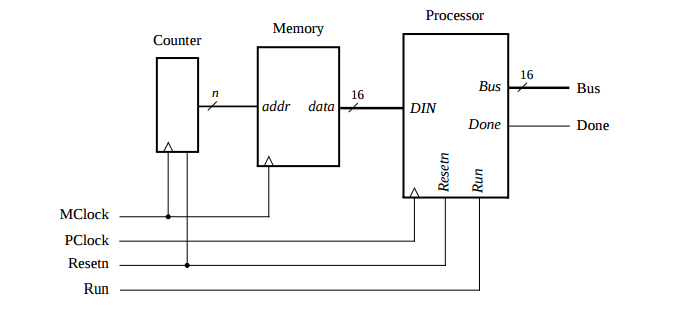 Processor
Memory
Counter
n
addr
data
16
DIN
Bus
16
Bus
Done
Done
Resetn
Run
MClock
PClock
Resetn
Run